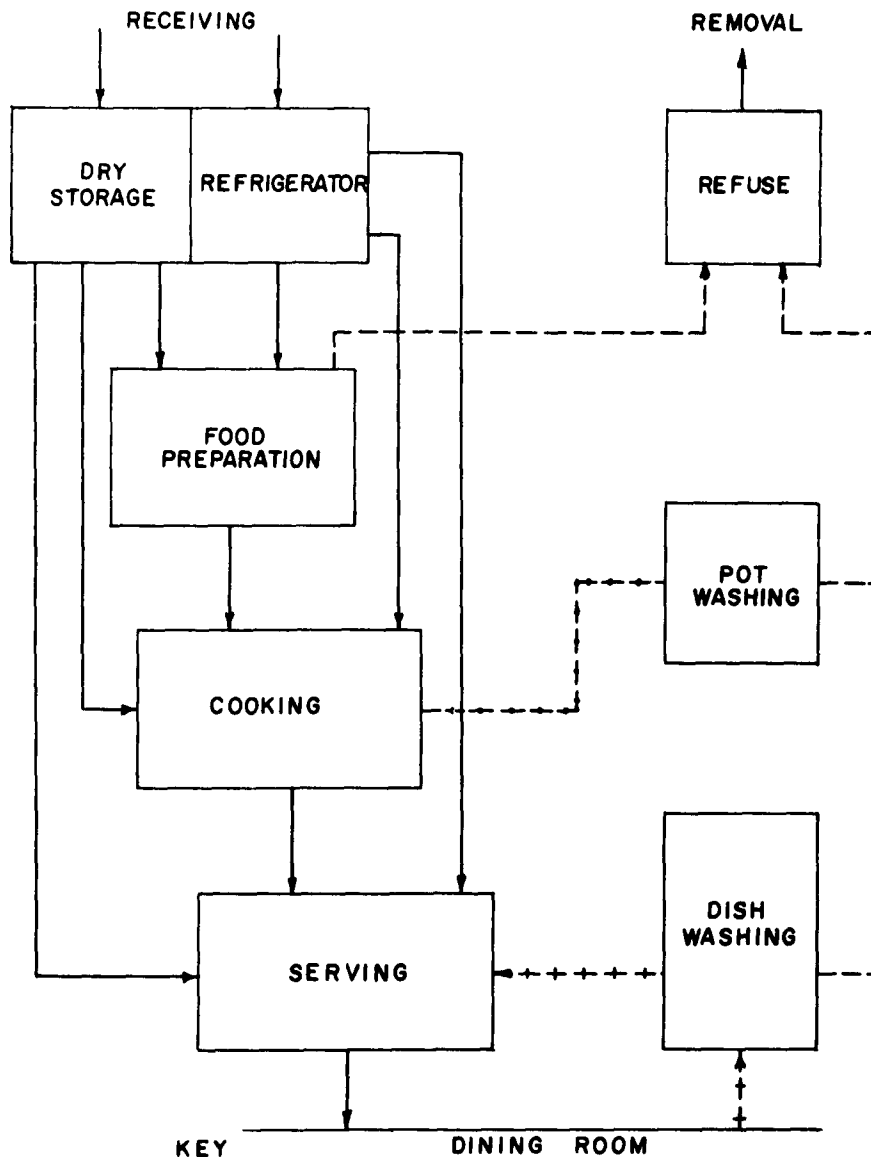 RECEIVING
REMOVAL
DRY
STORAGE
REFRIGERATOR
REFUSE
FOOD
PREPARATION
POT
WASHING
COOKING
DISH
WASHING
SERVING
KEY
DINING ROOM